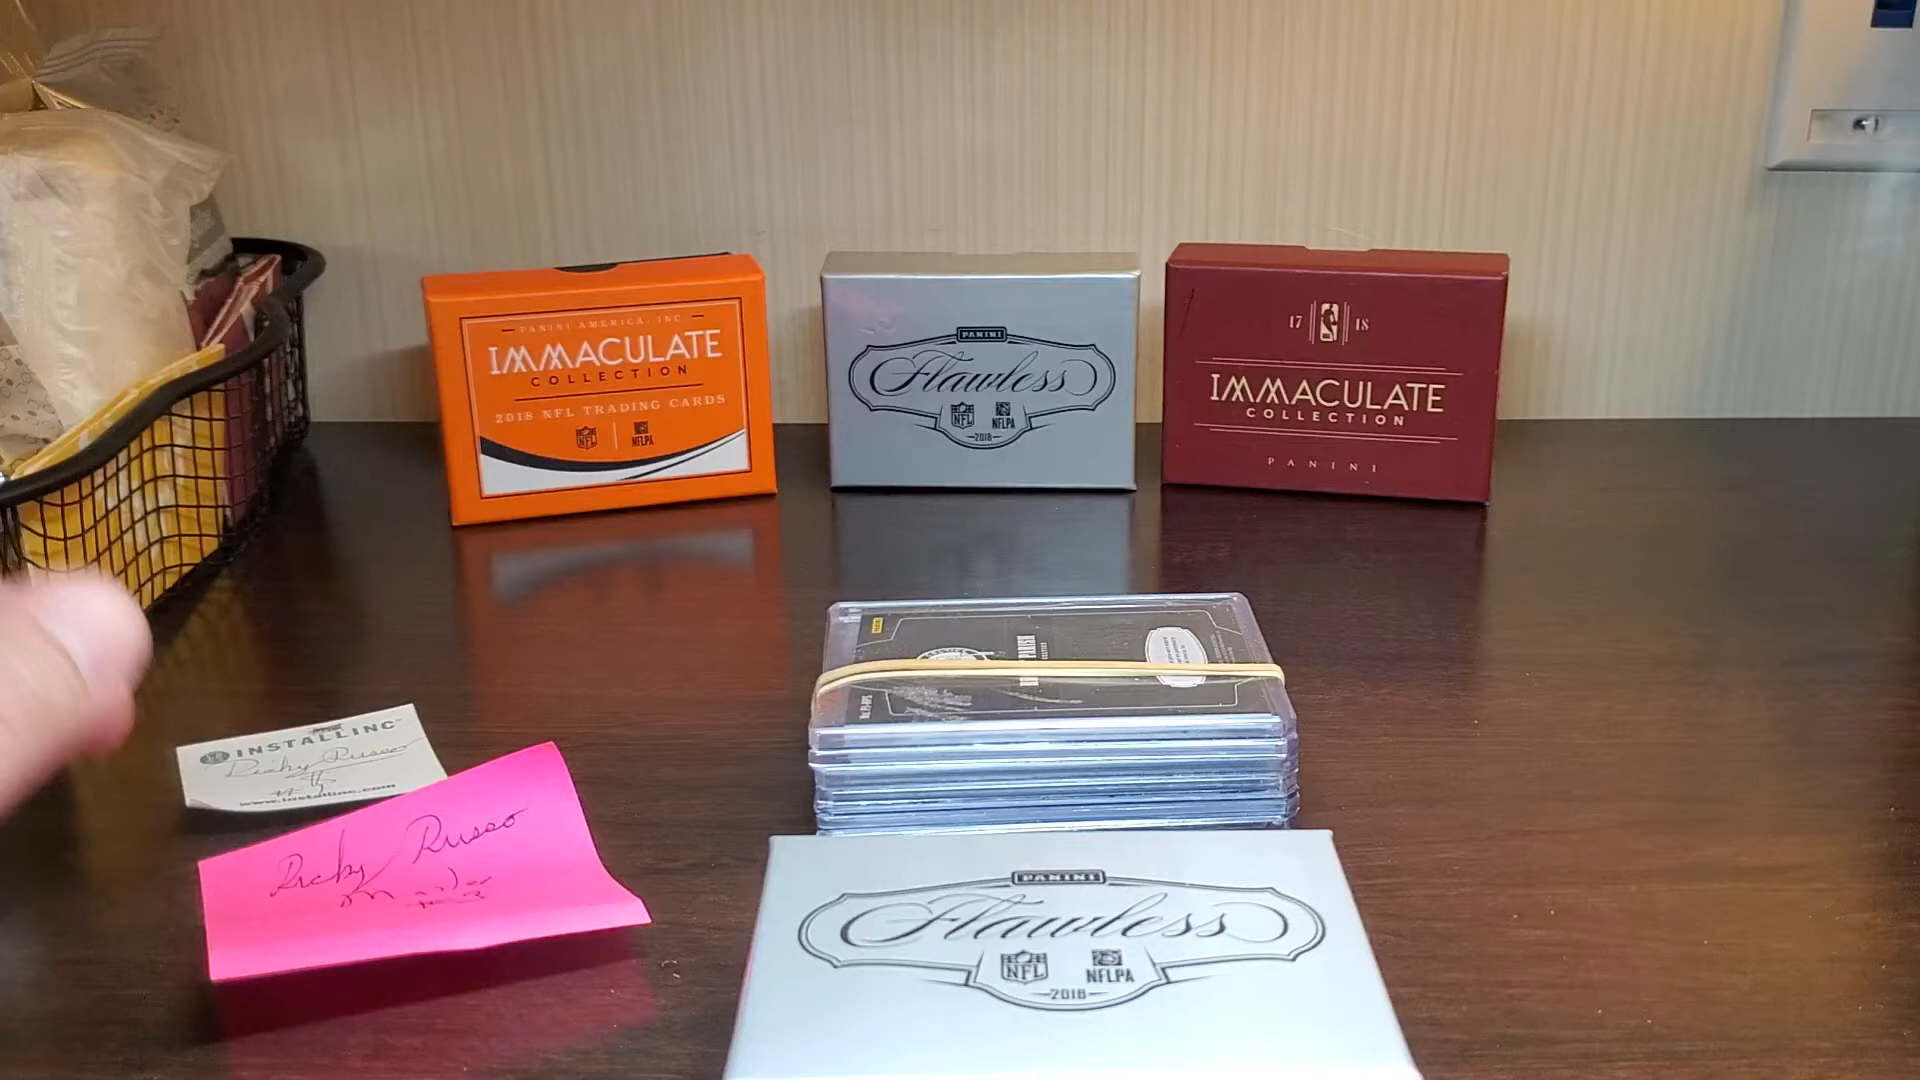 PANINI AMERICA, INC
IMMACULATE
COLLECTION
2018 NFL TRADING CARDS
NFL
NFLPA
PANINI
Flawless
NFL
NFLPA
2018
17 18
IMMACULATE
COLLECTION
PANINI
PARISH
INSTALLINC
Ricky Russo
www.installinc.com
Ricky Russo
PANINI
Flawless
NFL
NFLPA
2018